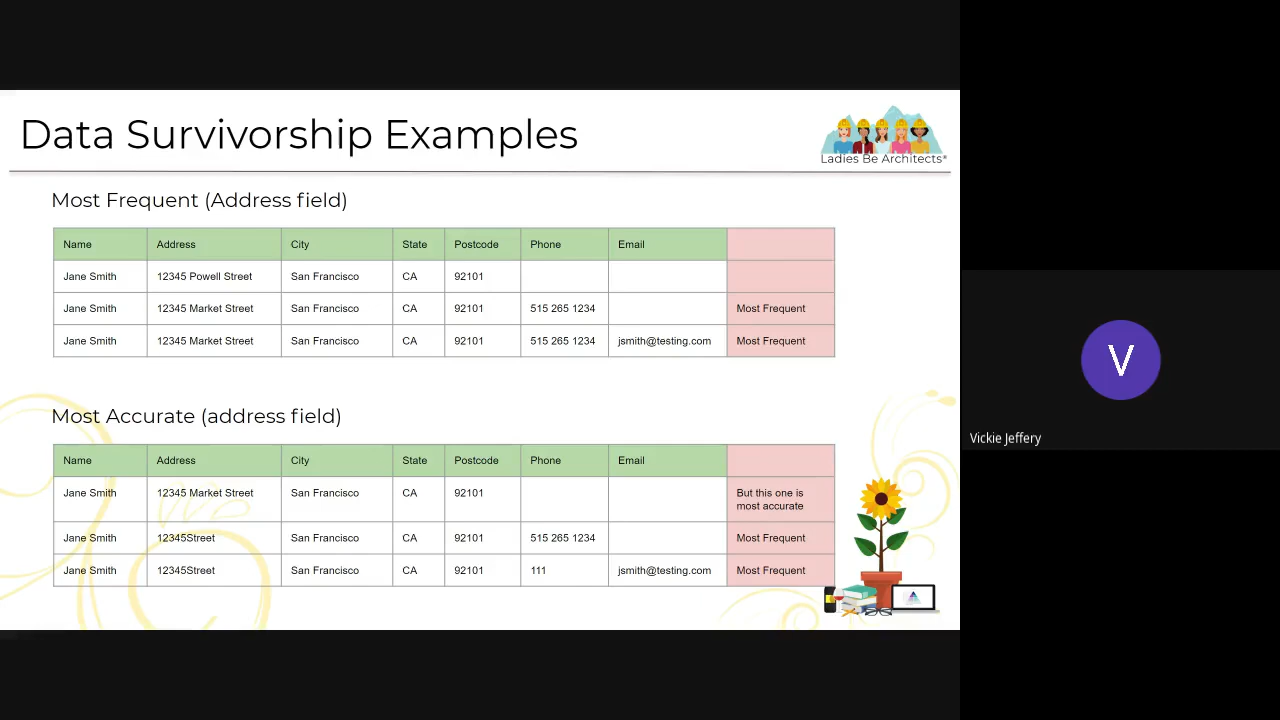 Data Survivorship Examples
Ladies Be Architects®
Most Frequent (Address field)
Name Address City State Postcode Phone Email
Jane Smith 12345 Powell Street San Francisco CA 92101
Jane Smith 12345 Market Street San Francisco CA 92101 515 265 1234 Most Frequent
Jane Smith 12345 Market Street San Francisco CA 92101 515 265 1234 jsmith@testing.com Most Frequent
Most Accurate (address field)
Name Address City State Postcode Phone Email
Jane Smith 12345 Market Street San Francisco CA 92101 But this one is
most accurate
Jane Smith 12345Street San Francisco CA 92101 515 265 1234 Most Frequent
Jane Smith 12345Street San Francisco CA 92101 111 jsmith@testing.com Most Frequent
V
Vickie Jeffery